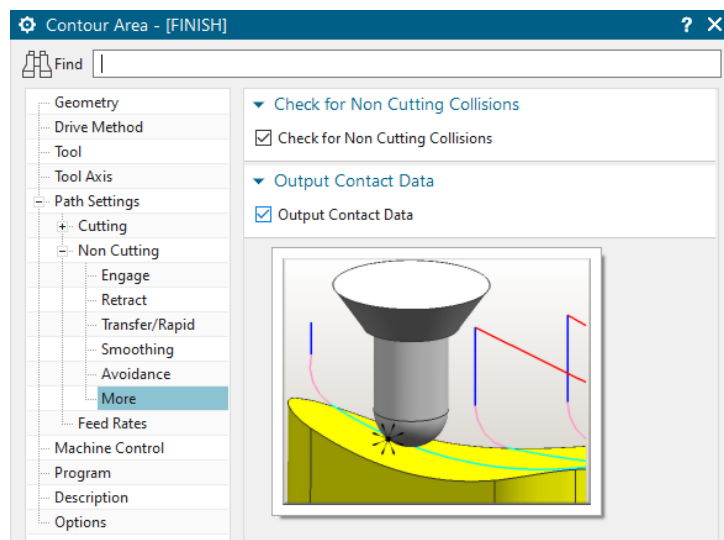 Contour Area - [FINISH]
Find
Geometry
Drive Method
Tool
Tool Axis
Path Settings
Cutting
Non Cutting
Engage
Retract
Transfer/Rapid
Smoothing
Avoidance
More
Feed Rates
Machine Control
Program
Description
Options
Check for Non Cutting Collisions
Check for Non Cutting Collisions
Output Contact Data
Output Contact Data